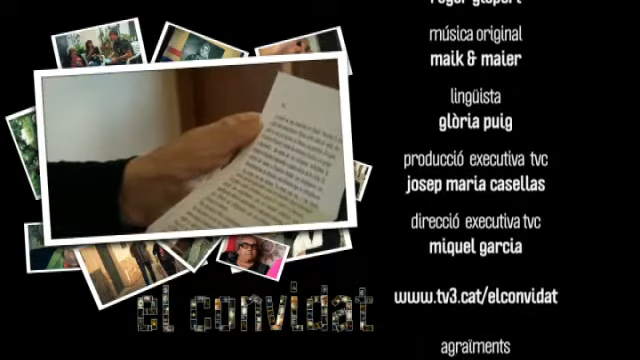 música original
maik & maier
lingüista
glòria puig
producció executiva tvc
josep maria casellas
direcció executiva tvc
miquel garcia
www.tv3.cat/elconvidat
agraïments
el convidat